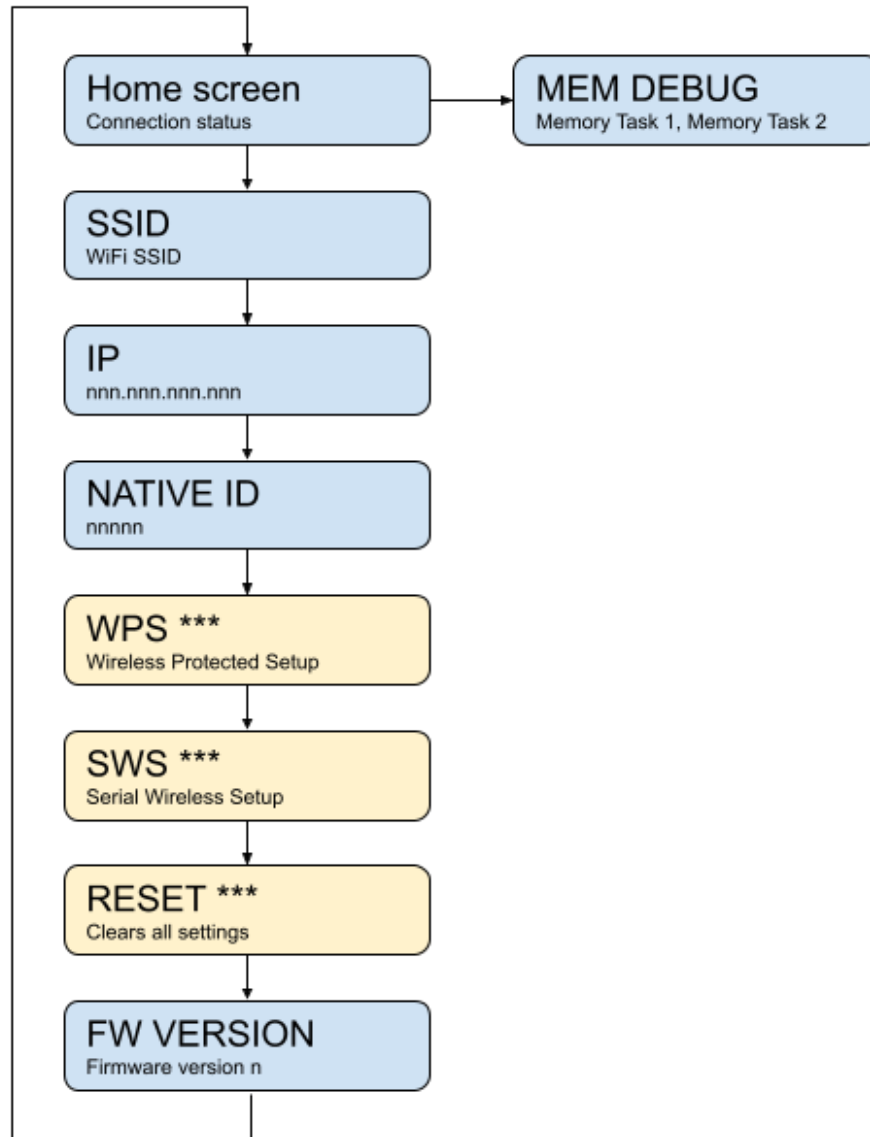 Home screen
Connection status
MEM DEBUG
Memory Task 1, Memory Task 2
SSID
WiFi SSID
IP
nnn.nnn.nnn.nnn
NATIVE ID
nnnnn
WPS ***
Wireless Protected Setup
SWS ***
Serial Wireless Setup
RESET ***
Clears all settings
FW VERSION
Firmware version n